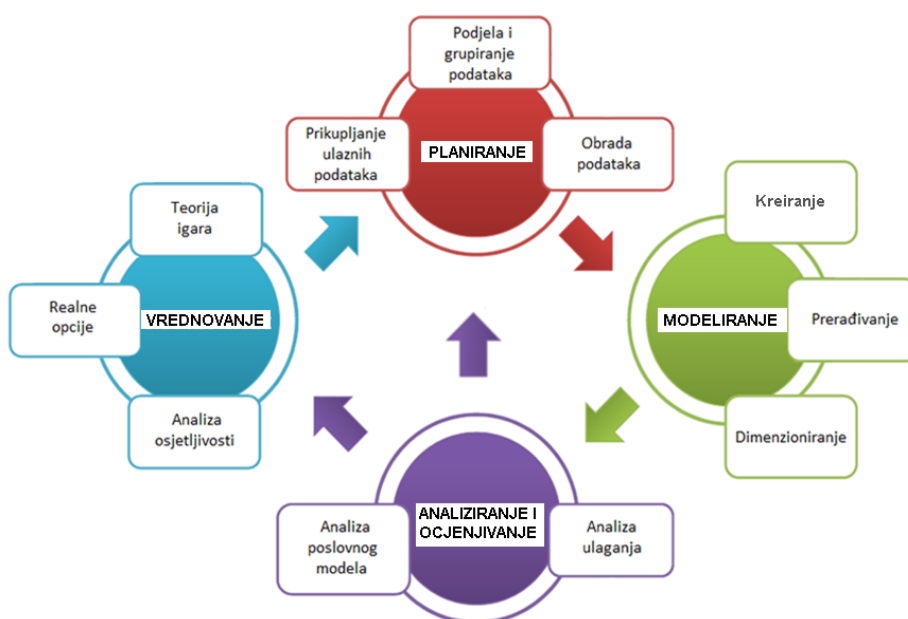 Podjela i
grupiranje
podataka
Prikupljanje
ulaznih
podataka
PLANIRANJE
Obrada
podataka
Teorija
igara
Realne
opcije
VREDNOVANJE
Analiza
osjetljivosti
Kreiranje
MODELIRANJE
Prerađivanje
Dimenzioniranje
Analiza
poslovnog
modela
ANALIZIRANJE I
OCJENJIVANJE
Analiza
ulaganja